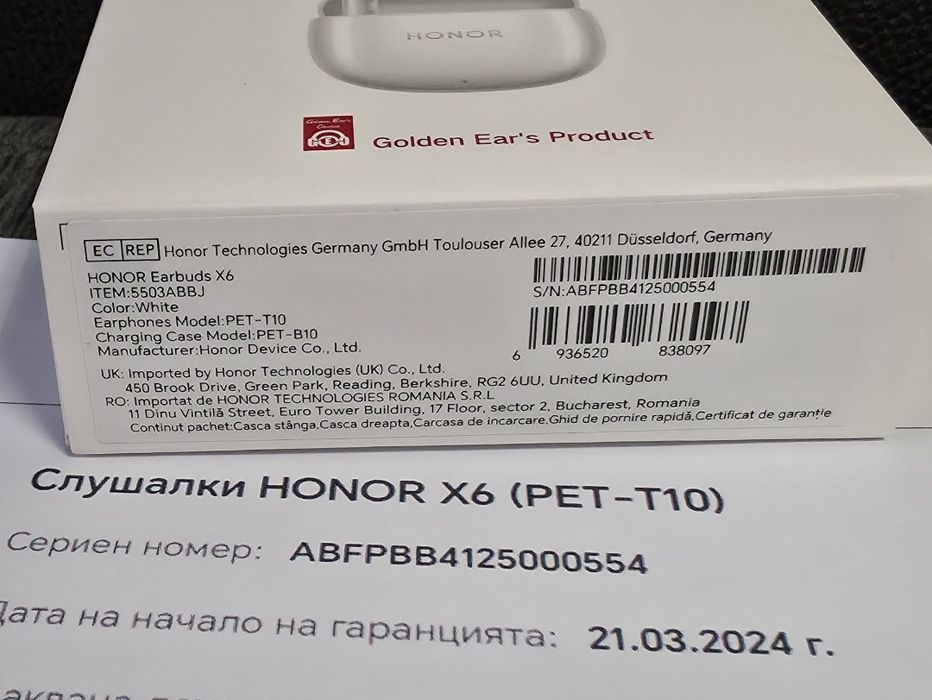 HONOR
Golden Ear's
Choice
GEJ
Golden Ear's Product
EC REP Honor Technologies Germany GmbH Toulouser Allee 27, 40211 Düsseldorf, Germany
HONOR Earbuds X6
ITEM:5503ABBJ
Color:White
Earphones Model:PET-T10
Charging Case Model:PET-B10
Manufacturer:Honor Device Co., Ltd.
S/N:ABFPBB4125000554
6 936520 838097
UK: Imported by Honor Technologies (UK) Co., Ltd.
450 Brook Drive, Green Park, Reading, Berkshire, RG2 6UU, United Kingdom
RO: Importat de HONOR TECHNOLOGIES ROMANIA S.R.L
11 Dinu Vintilă Street, Euro Tower Building, 17 Floor, sector 2, Bucharest, Romania
Continut pachet:Casca stânga,Casca dreapta,Carcasa de incarcare,Ghid de pornire rapidă,Certificat de garanție
Слушалки HONOR X6 (PET-T10)
Сериен номер: ABFPBB4125000554
Дата на начало на гаранцията: 21.03.2024 г.